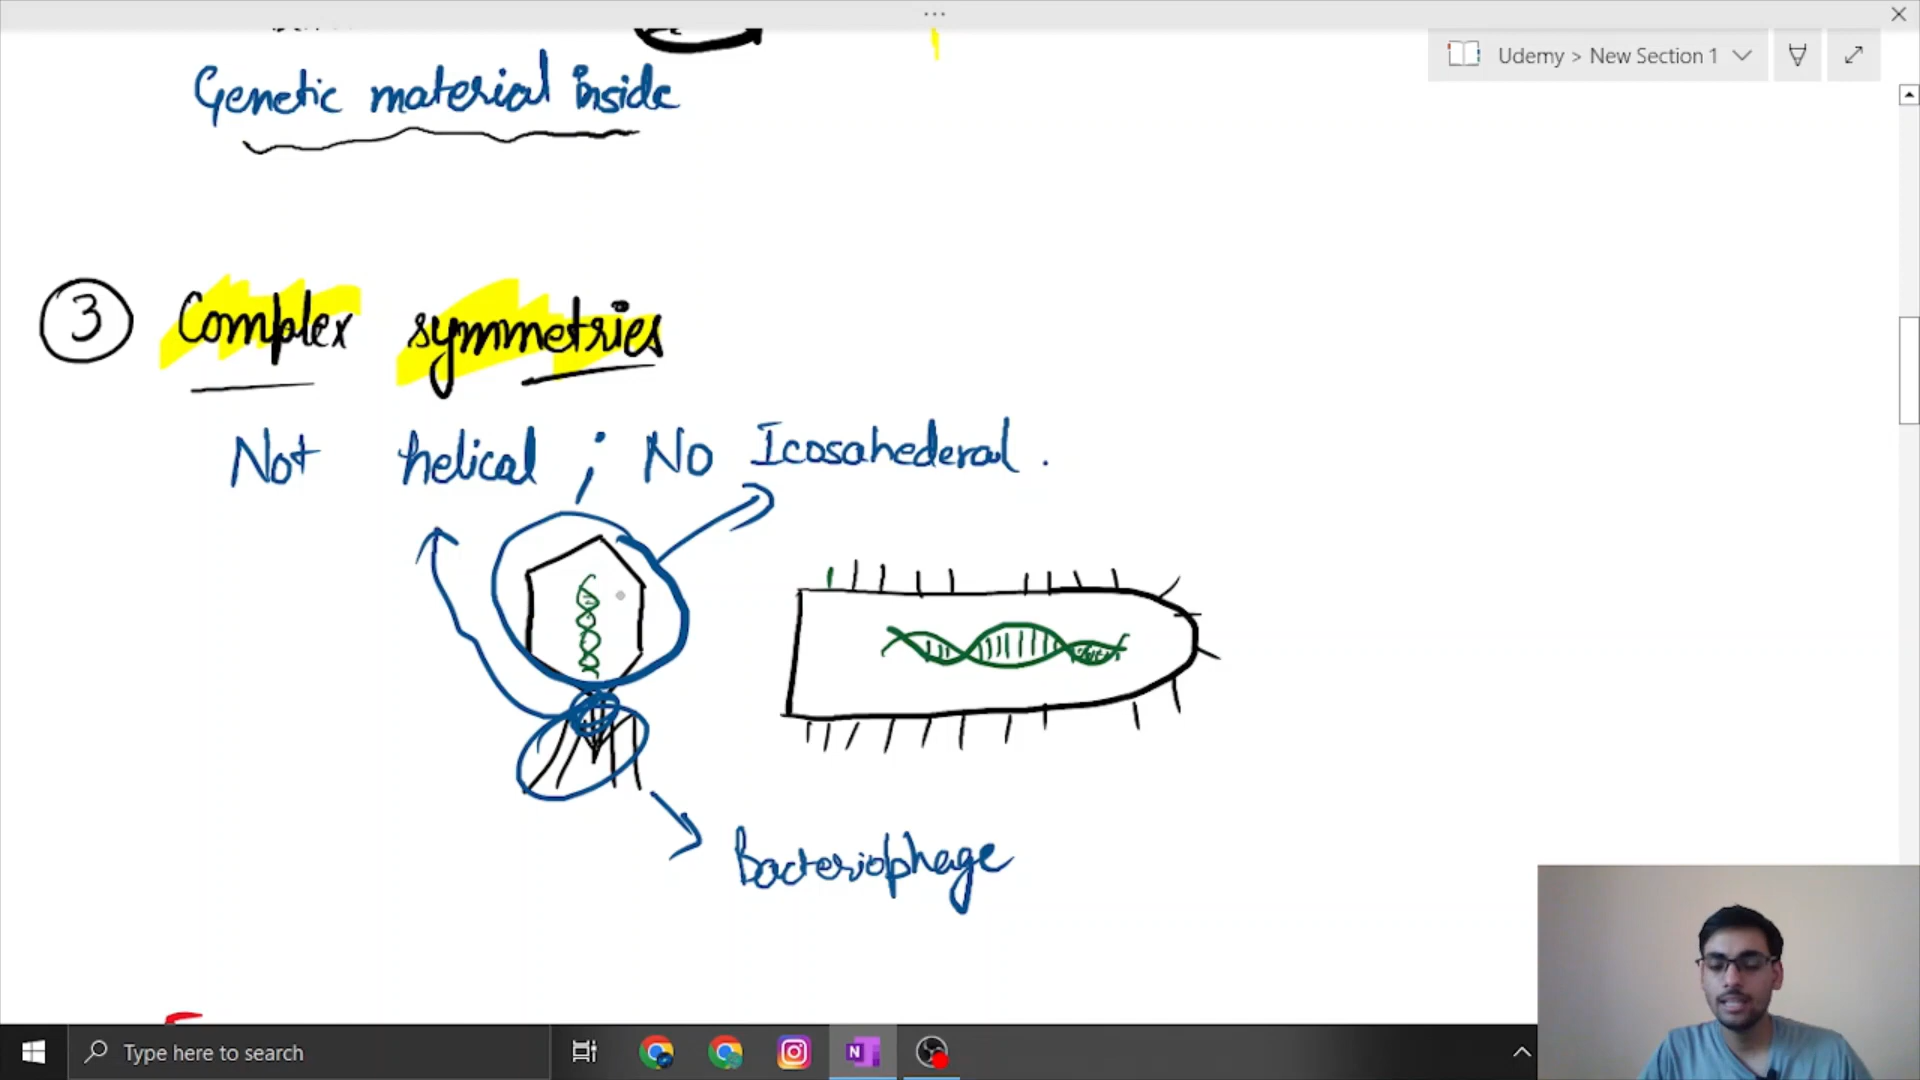 ...
Udemy > New Section 1
Genetic material Inside
3 Complex symmetries
Not helical ; No Icosahederal .
Bacteriophage
Type here to search
N